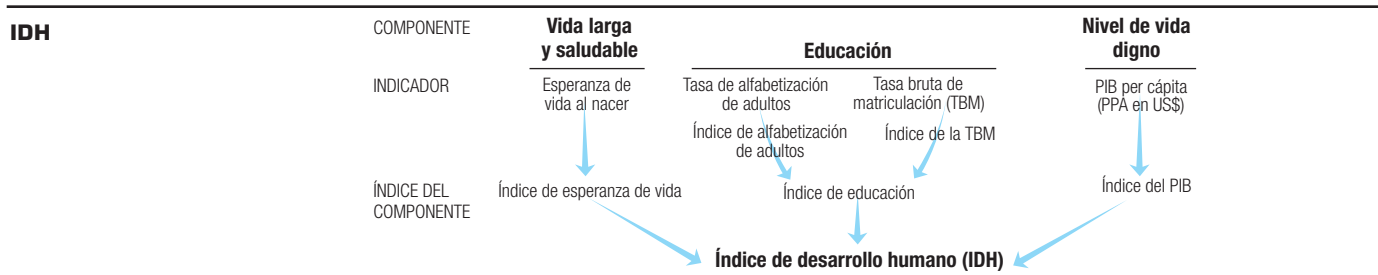 IDH
COMPONENTE
Vida larga
y saludable
Educación
Nivel de vida
digno
INDICADOR
Esperanza de
vida al nacer
Tasa de alfabetización
de adultos
Tasa bruta de
matriculación (TBM)
PIB per cápita
(PPA en US$)
Índice de alfabetización
de adultos
Índice de la TBM
ÍNDICE DEL
COMPONENTE
Índice de esperanza de vida
Índice de educación
Índice del PIB
Índice de desarrollo humano (IDH)